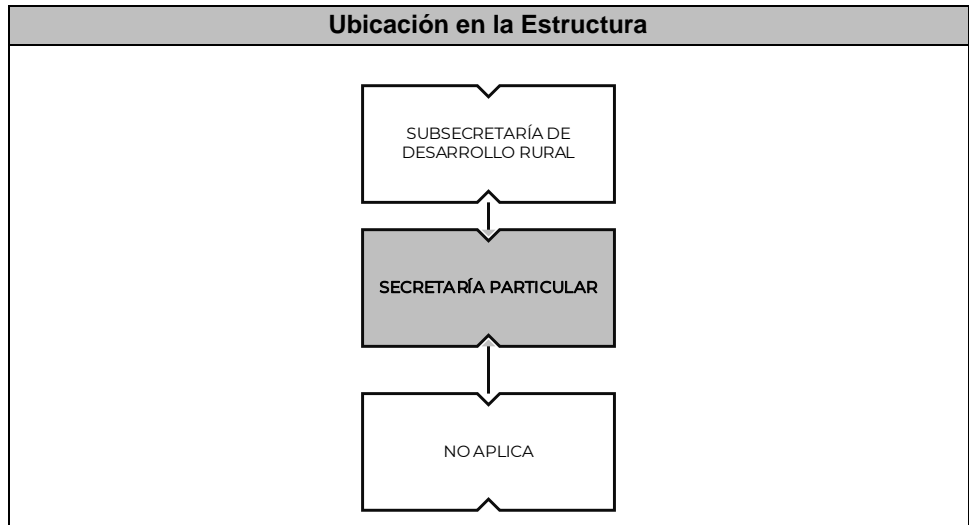 Ubicación en la Estructura
SUBSECRETARÍA DE
DESARROLLO RURAL
SECRETARÍA PARTICULAR
NO APLICA